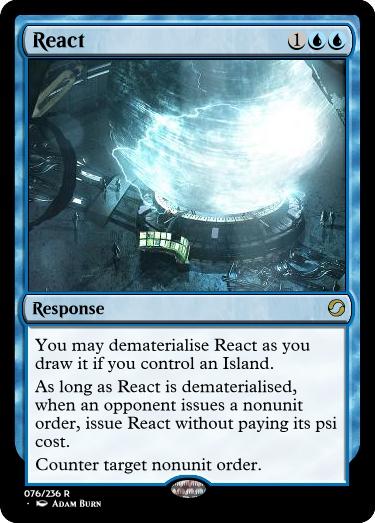 React
1
Response
You may dematerialise React as you
draw it if you control an Island.
As long as React is dematerialised,
when an opponent issues a nonunit
order, issue React without paying its psi
cost.
Counter target nonunit order.
076/236 R
· Adam Burn